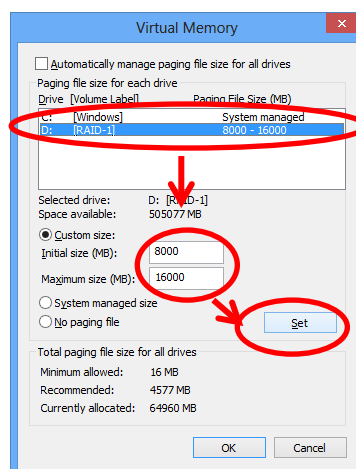 Virtual Memory
Automatically manage paging file size for all drives
Paging file size for each drive
Drive [Volume Label] Paging File Size (MB)
C: [Windows] System managed
D: [RAID-1] 8000 - 16000
Selected drive: D: [RAID-1]
Space available: 505077 MB
Custom size:
Initial size (MB): 8000
Maximum size (MB): 16000
System managed size
No paging file Set
Total paging file size for all drives
Minimum allowed: 16 MB
Recommended: 4577 MB
Currently allocated: 64960 MB
OK Cancel